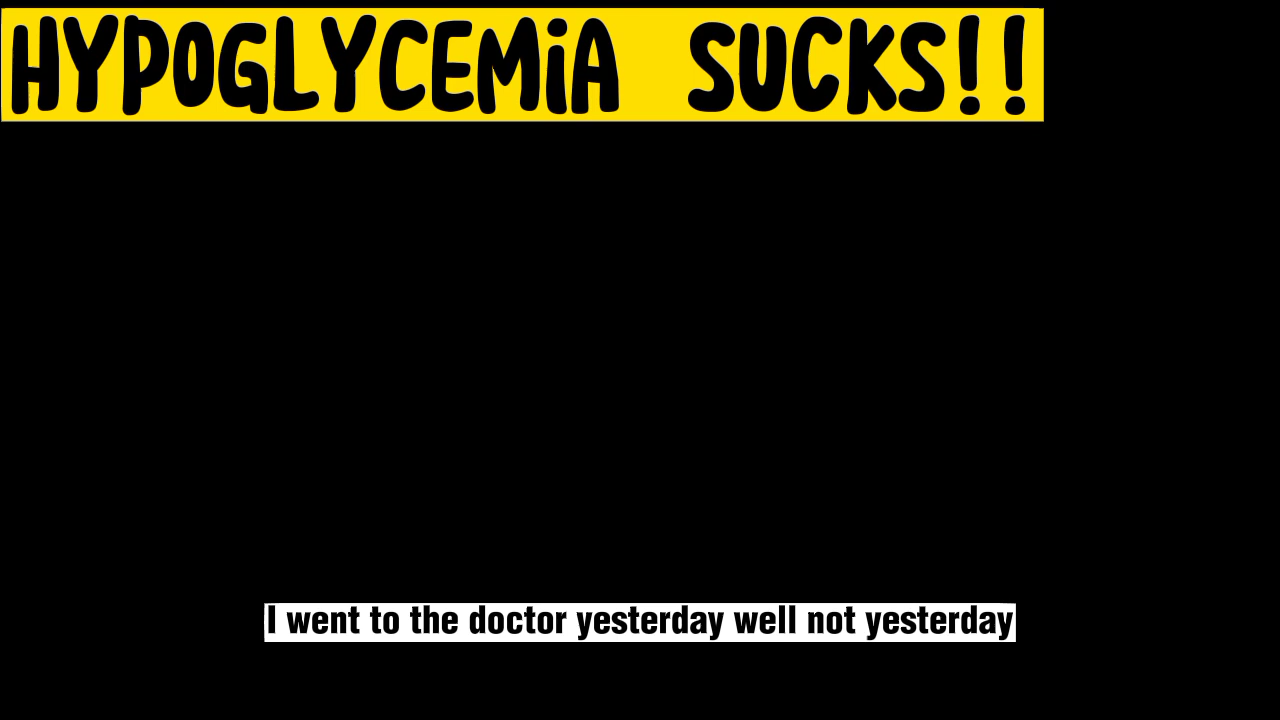 HYPOGLYCEMiA SUCKS!!
I went to the doctor yesterday well not yesterday